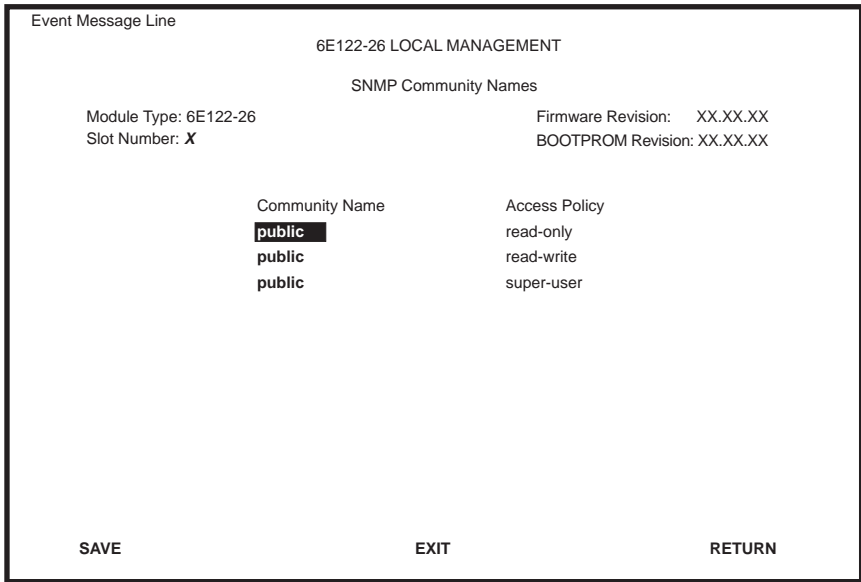 Event Message Line
6E122-26 LOCAL MANAGEMENT
SNMP Community Names
Module Type: 6E122-26 Firmware Revision: XX.XX.XX
Slot Number: X BOOTPROM Revision: XX.XX.XX
Community Name Access Policy
public read-only
public read-write
public super-user
SAVE EXIT RETURN